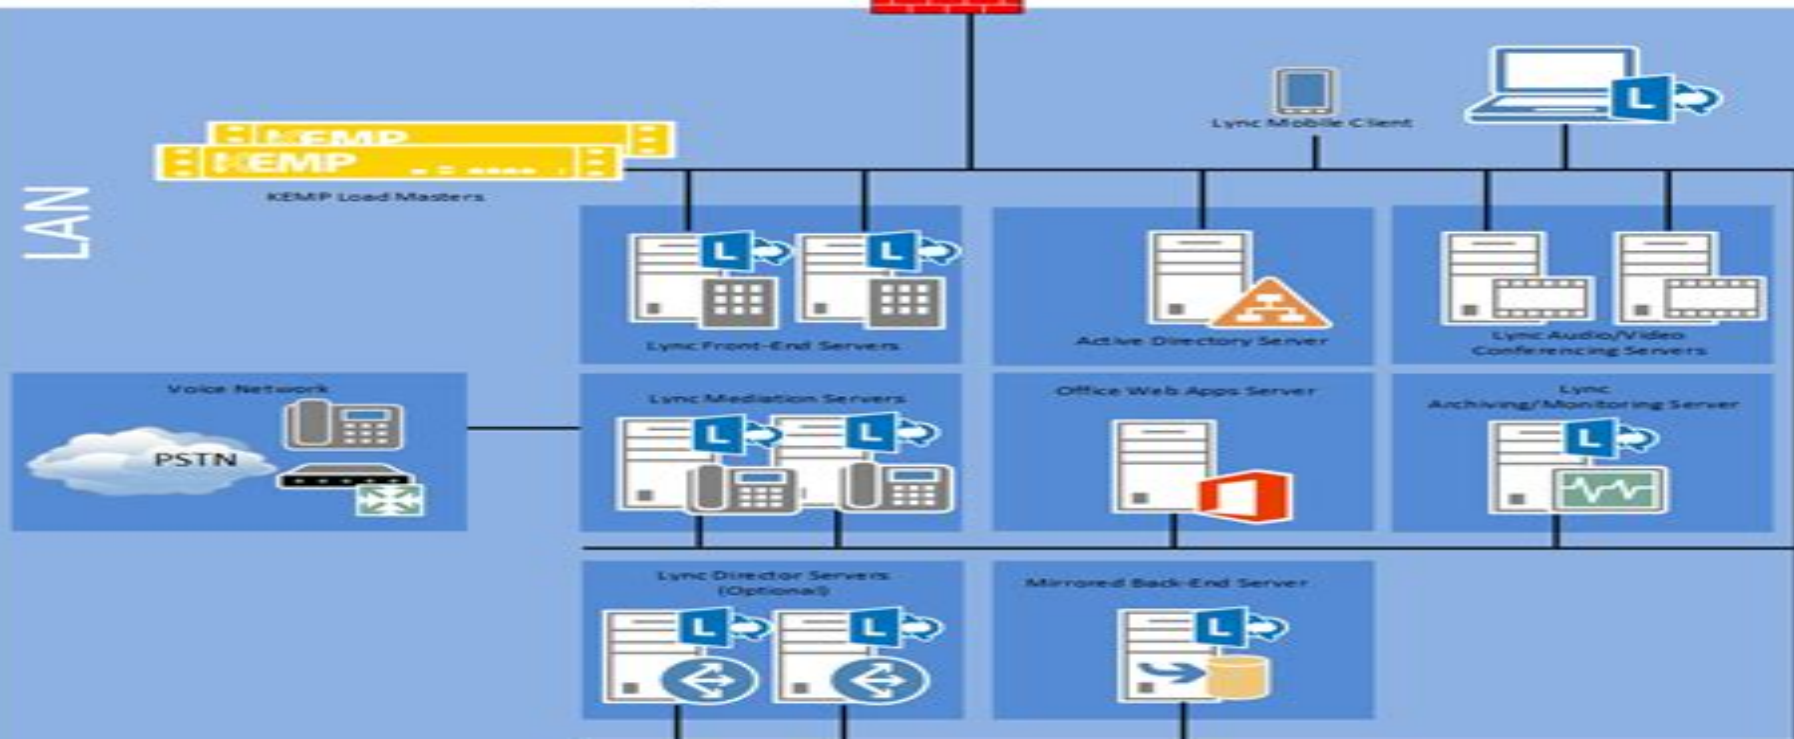 LAN
KEMP
KEMP
KEMP Load Masters
Lync Mobile Client
L
L
L
Lync Front-End Servers
Active Directory Server
Lync Audio/Video
Conferencing Servers
Voice Network
PSTN
Lync Mediation Servers
L
L
Office Web Apps Server
Lync
Archiving/Monitoring Server
L
Lync Director Servers
(Optional)
L
L
Mirrored Back-End Server
L